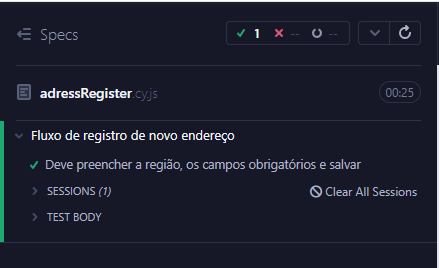 Specs
1 -- --
adressRegister.cy.js 00:25
Fluxo de registro de novo endereço
Deve preencher a região, os campos obrigatórios e salvar
SESSIONS (1) Clear All Sessions
TEST BODY